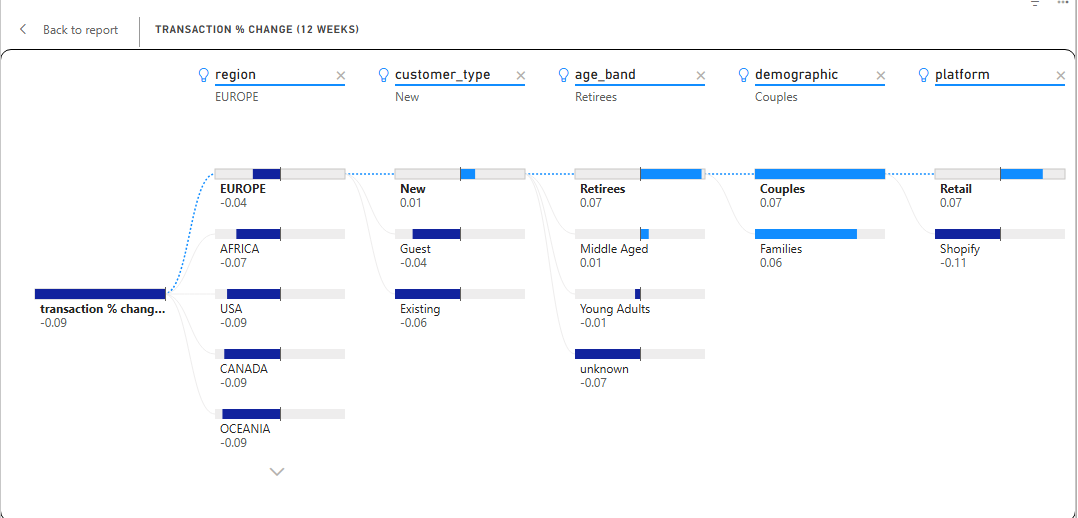 Back to report
TRANSACTION % CHANGE (12 WEEKS)
region customer_type age_band demographic platform
EUROPE New Retirees Couples
EUROPE New Retirees Couples Retail
-0.04 0.01 0.07 0.07 0.07
AFRICA Guest Middle Aged Families Shopify
-0.07 -0.04 0.01 0.06 -0.11
transaction % chang... USA Existing Young Adults
-0.09 -0.09 -0.06 -0.01
CANADA unknown
-0.09 -0.07
OCEANIA
-0.09